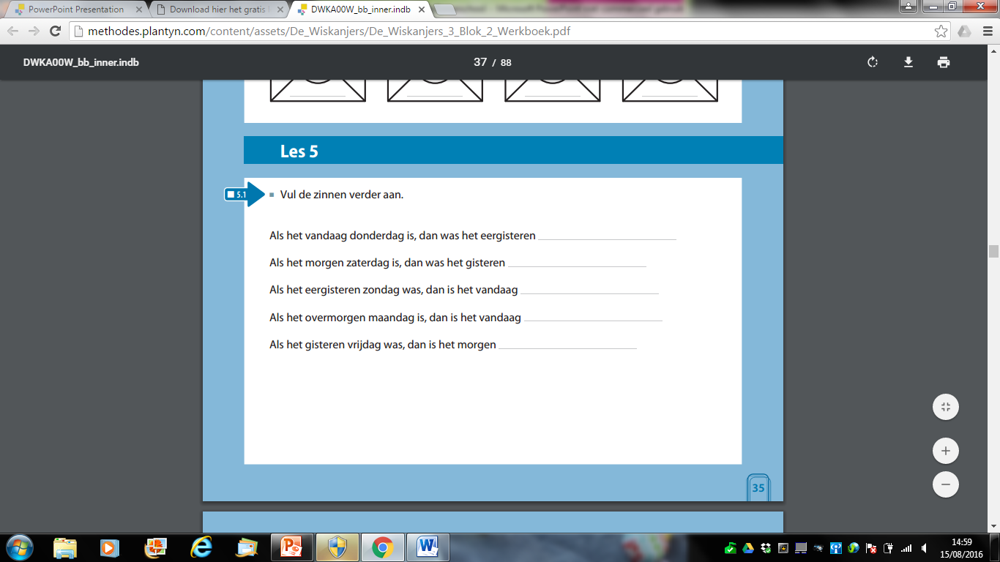 PowerPoint Presentation
Download hier het gratis
DWKA00W_bb_inner.indb
methodes.plantyn.com/content/assets/De_Wiskanjers/De_Wiskanjers_3_Blok_2_Werkboek.pdf
DWKA00W_bb_inner.indb
37 / 88
Les 5
5.1
Vul de zinnen verder aan.
Als het vandaag donderdag is, dan was het eergisteren
Als het morgen zaterdag is, dan was het gisteren
Als het eergisteren zondag was, dan is het vandaag
Als het overmorgen maandag is, dan is het vandaag
Als het gisteren vrijdag was, dan is het morgen
35
14:59
15/08/2016